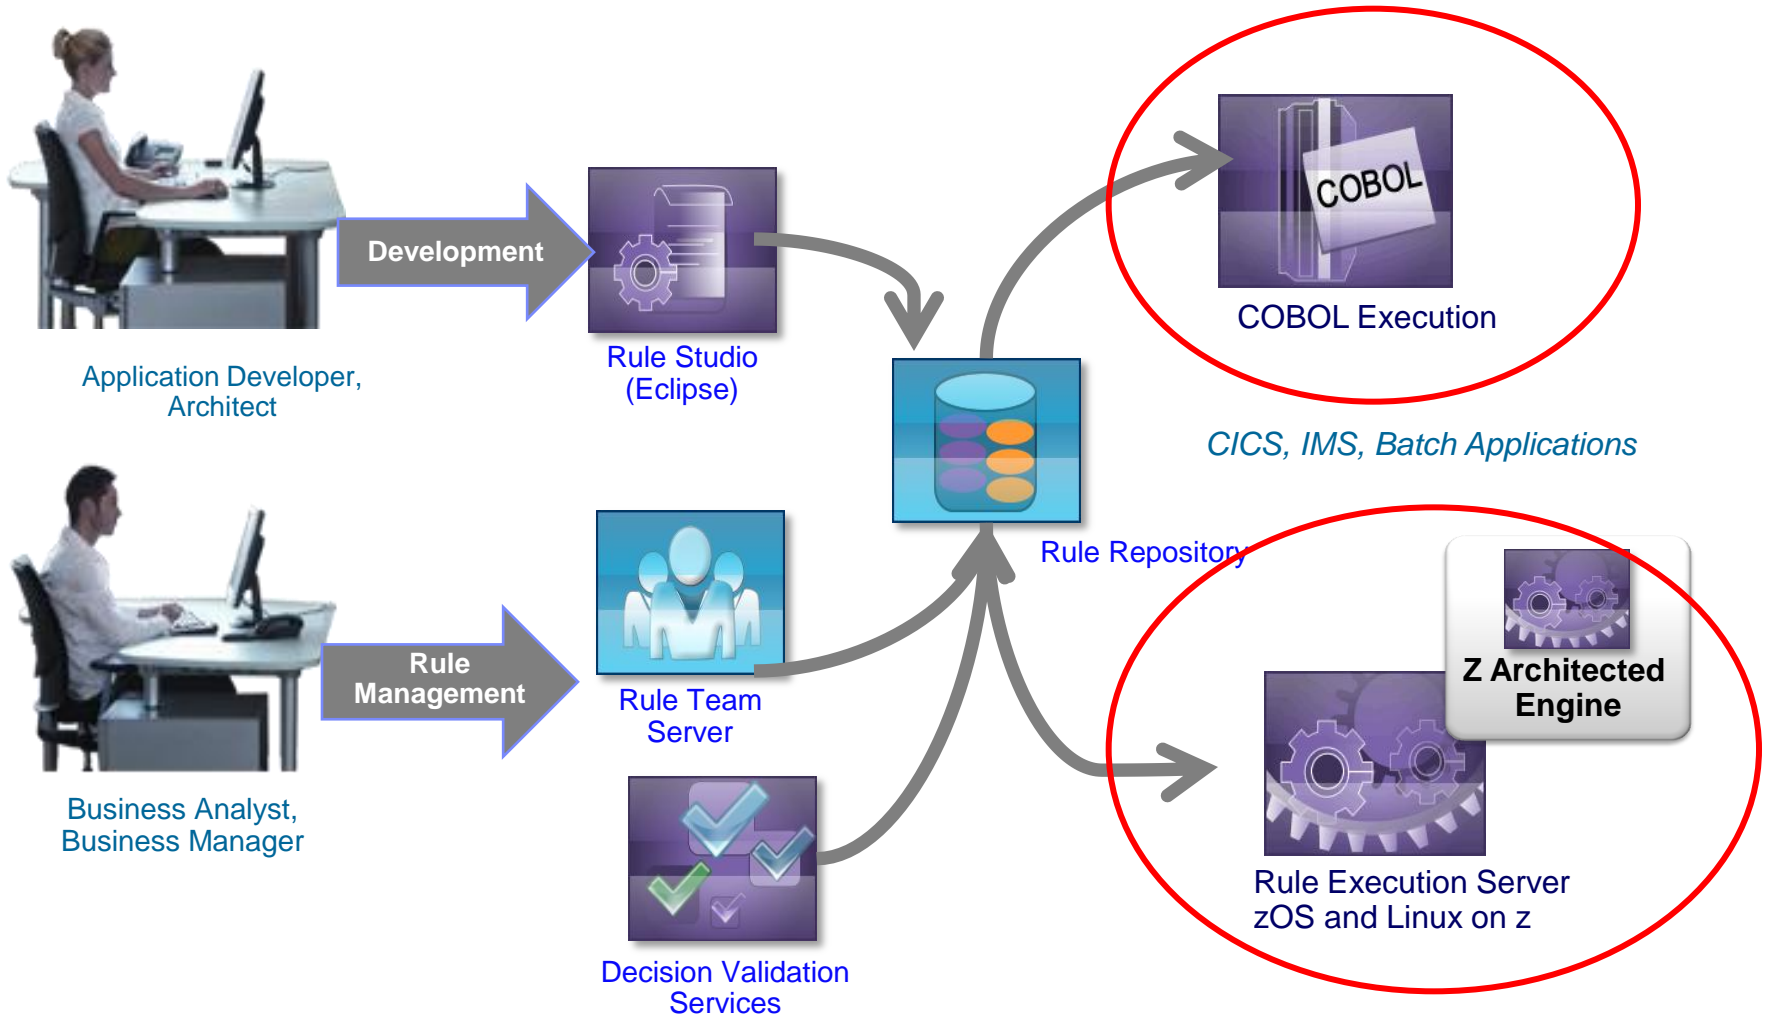 COBOL
COBOL Execution
Development
Rule Studio
(Eclipse)
Application Developer,
Architect
CICS, IMS, Batch Applications
Rule Repository
Z Architected
Engine
Rule
Management
Rule Team
Server
Business Analyst,
Business Manager
Rule Execution Server
zOS and Linux on z
Decision Validation
Services